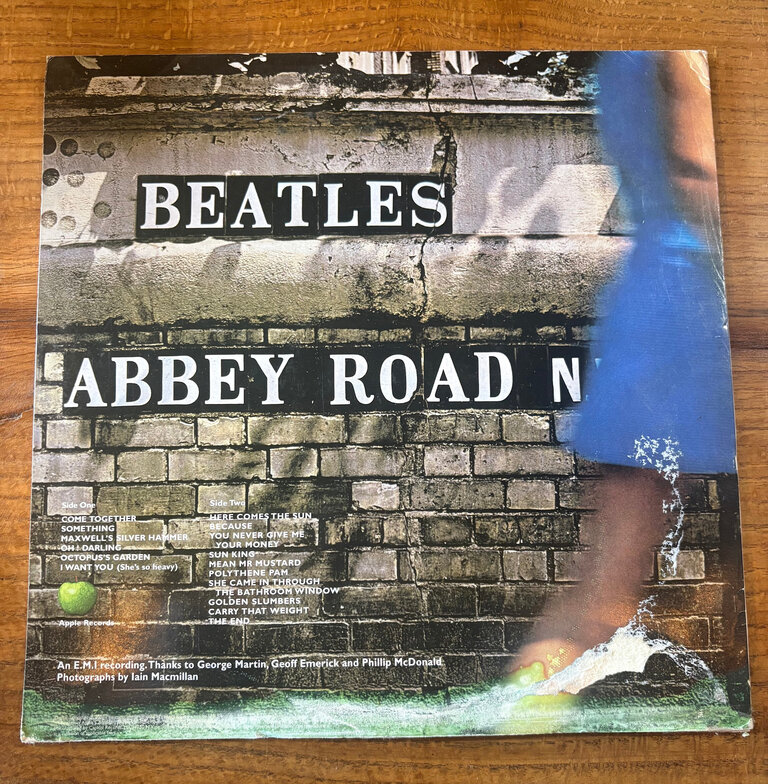 BEATLES
ABBEY ROAD N
Side One
COME TOGETHER
SOMETHING
MAXWELL'S SILVER HAMMER
OH! DARLING
OCTOPUS'S GARDEN
I WANT YOU (She's so heavy)
Apple Records
Side Two
HERE COMES THE SUN
BECAUSE
YOU NEVER GIVE ME
YOUR MONEY
SUN KING
MEAN MR MUSTARD
POLYTHENE PAM
SHE CAME IN THROUGH
THE BATHROOM WINDOW
GOLDEN SLUMBERS
CARRY THAT WEIGHT
THE END
An E.M.I recording. Thanks to George Martin, Geoff Emerick and Phillip McDonald
Photographs by Iain Macmillan